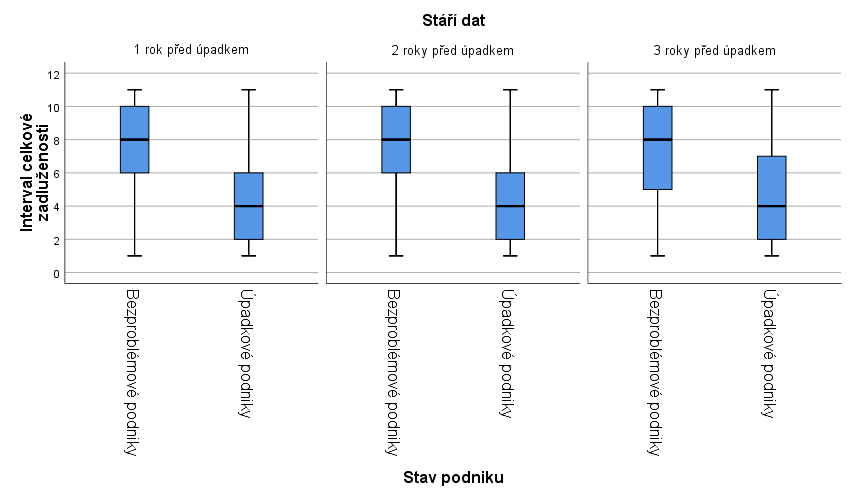 Stáří dat
1 rok před úpadkem
2 roky před úpadkem
3 roky před úpadkem
Interval celkové
zadluženosti
12
10
8
6
4
2
0
Bezproblémové podniky
Úpadkové podniky
Bezproblémové podniky
Úpadkové podniky
Bezproblémové podniky
Úpadkové podniky
Stav podniku